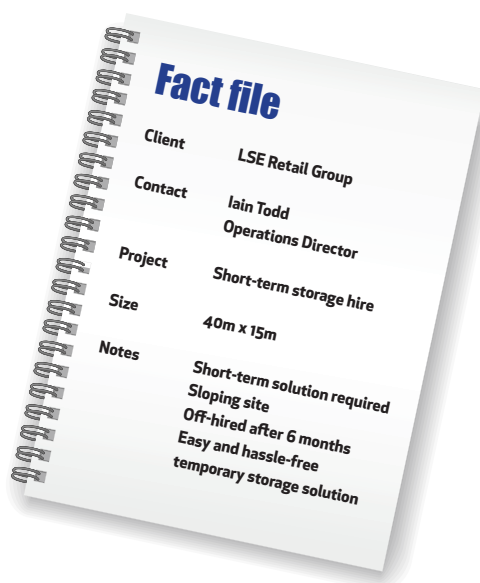 Fact file
Client LSE Retail Group
Contact Iain Todd
Operations Director
Project Short-term storage hire
Size 40m x 15m
Notes Short-term solution required
Sloping site
Off-hired after 6 months
Easy and hassle-free
temporary storage solution